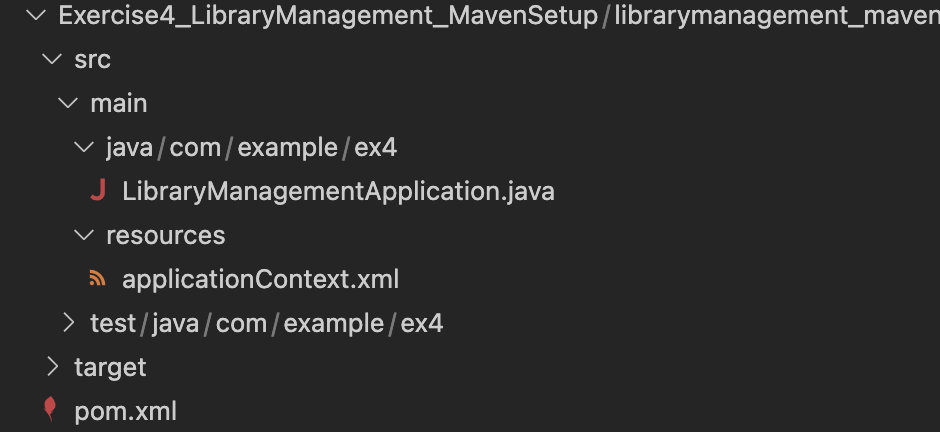 Exercise4_LibraryManagement_MavenSetup/librarymanagement_maven
src
main
java/com/example/ex4
LibraryManagementApplication.java
resources
applicationContext.xml
test/java/com/example/ex4
target
pom.xml